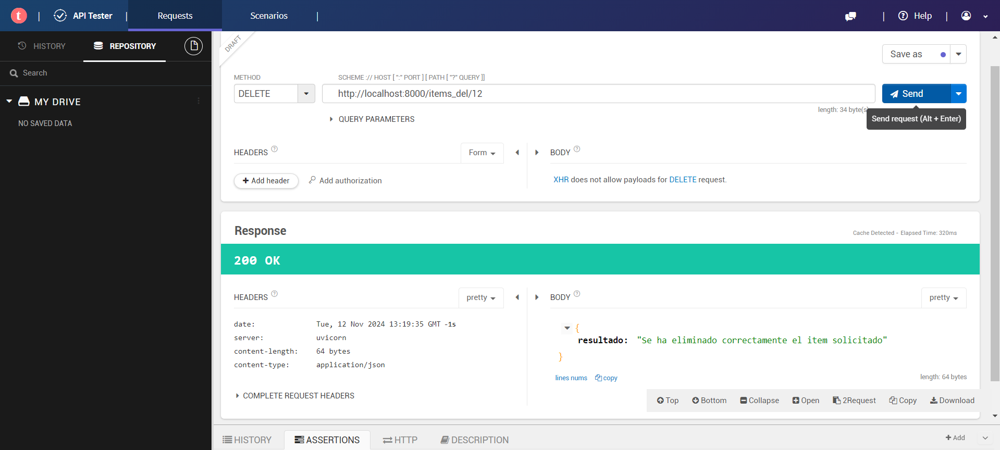 t | API Tester | Requests Scenarios | | Help |
HISTORY REPOSITORY
Search
MY DRIVE
NO SAVED DATA
DRAFT
Save as
METHOD SCHEME :// HOST [ ":" PORT ] [ PATH [ "?" QUERY ]]
DELETE http://localhost:8000/items_del/12 Send
length: 34 byte(s)
Send request (Alt + Enter)
QUERY PARAMETERS
HEADERS ? Form BODY ?
+ Add header Add authorization XHR does not allow payloads for DELETE request.
Response
Cache Detected - Elapsed Time: 320ms
200 OK
HEADERS ? pretty BODY ? pretty
date: Tue, 12 Nov 2024 13:19:35 GMT -1s
server: uvicorn
content-length: 64 bytes
content-type: application/json
{
resultado: "Se ha eliminado correctamente el item solicitado"
}
lines nums copy length: 64 bytes
COMPLETE REQUEST HEADERS
Top Bottom Collapse Open 2Request Copy Download
HISTORY ASSERTIONS HTTP DESCRIPTION + Add